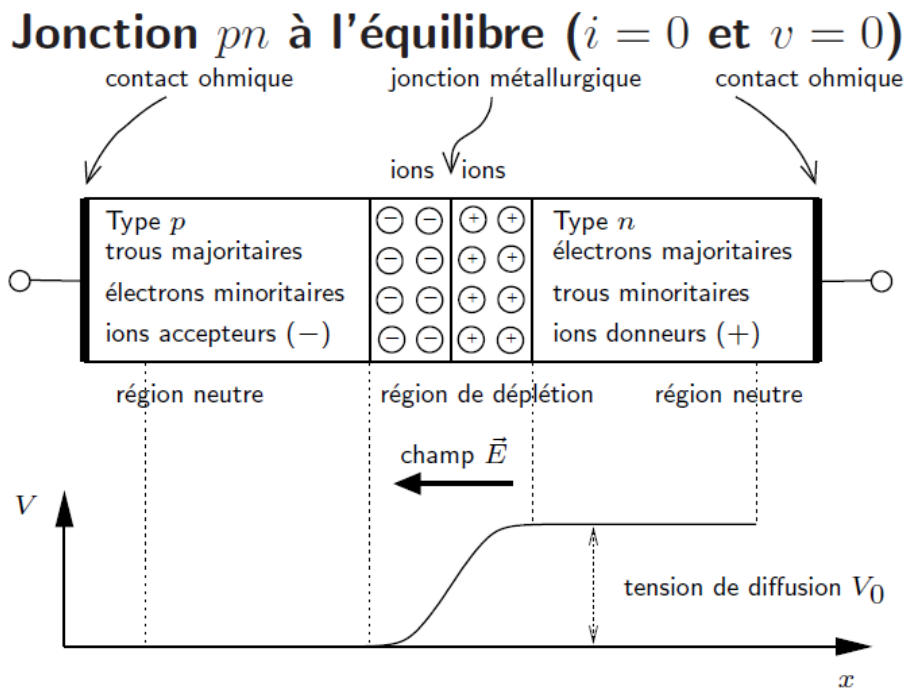 Jonction pn à l'équilibre (i = 0 et v = 0)
contact ohmique
jonction métallurgique
contact ohmique
ions
ions
Type p
trous majoritaires
électrons minoritaires
ions accepteurs (−)
− − + +
− − + +
− − + +
− − + +
Type n
électrons majoritaires
trous minoritaires
ions donneurs (+)
région neutre
région de déplétion
région neutre
champ E⃗
V
tension de diffusion V₀
x